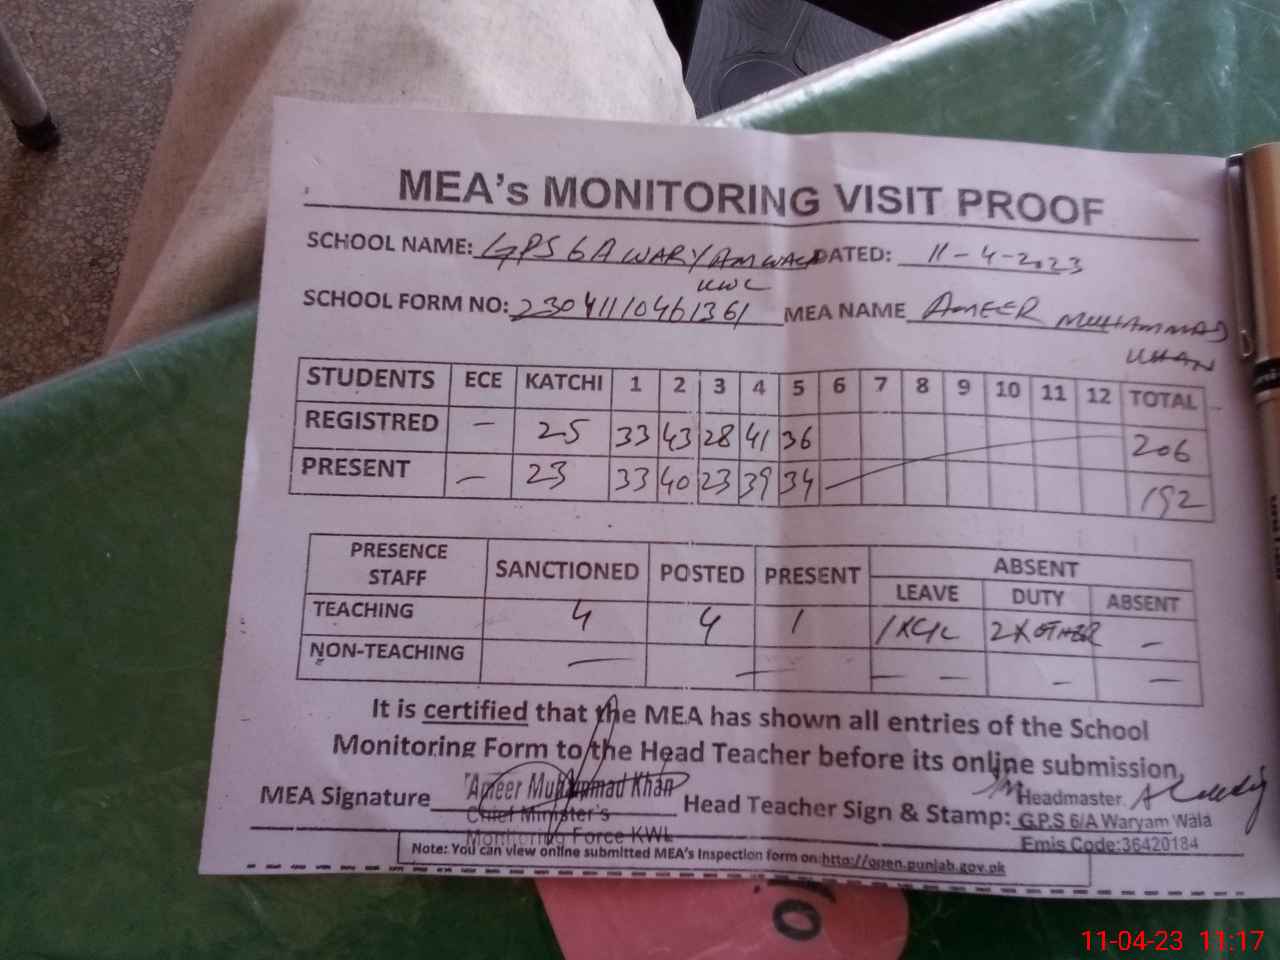 MEA's MONITORING VISIT PROOF
SCHOOL NAME: GPS 6A WARYAMWALA DATED: 11-4-2023
KWL
SCHOOL FORM NO: 23041110461361 MEA NAME AMEER MUHAMMAD
KHAN
STUDENTS ECE KATCHI 1 2 3 4 5 6 7 8 9 10 11 12 TOTAL
REGISTRED — 25 33 43 28 41 36 206
PRESENT — 23 33 40 23 39 34 192
PRESENCE STAFF SANCTIONED POSTED PRESENT ABSENT
LEAVE DUTY ABSENT
TEACHING 4 4 1 1XC/L 2XOTHER —
NON-TEACHING — — — — — —
It is certified that the MEA has shown all entries of the School
Monitoring Form to the Head Teacher before its online submission.
MEA Signature Ameer Muhammad Khan Head Teacher Sign & Stamp: Headmaster
Chief Minister's G.P.S 6/A Waryam Wala
Monitoring Force KWL Emis Code:36420184
Note: You can view online submitted MEA's Inspection form on:http://open.punjab.gov.pk
11-04-23 11:17